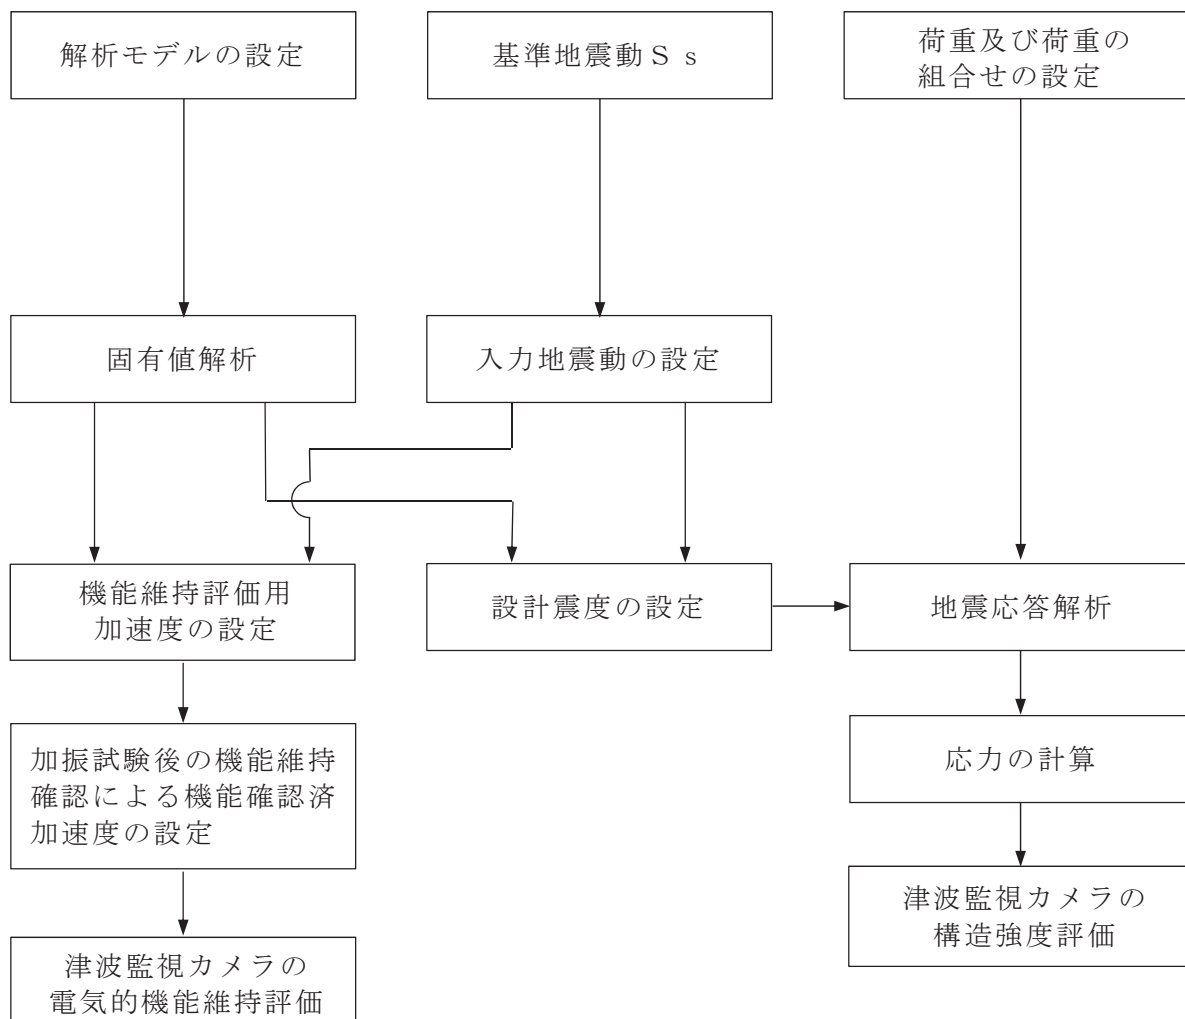 解析モデルの設定
基準地震動Ｓｓ
荷重及び荷重の
組合せの設定
固有値解析
入力地震動の設定
機能維持評価用
加速度の設定
設計震度の設定
地震応答解析
加振試験後の機能維持
確認による機能確認済
加速度の設定
応力の計算
津波監視カメラの
構造強度評価
津波監視カメラの
電気的機能維持評価